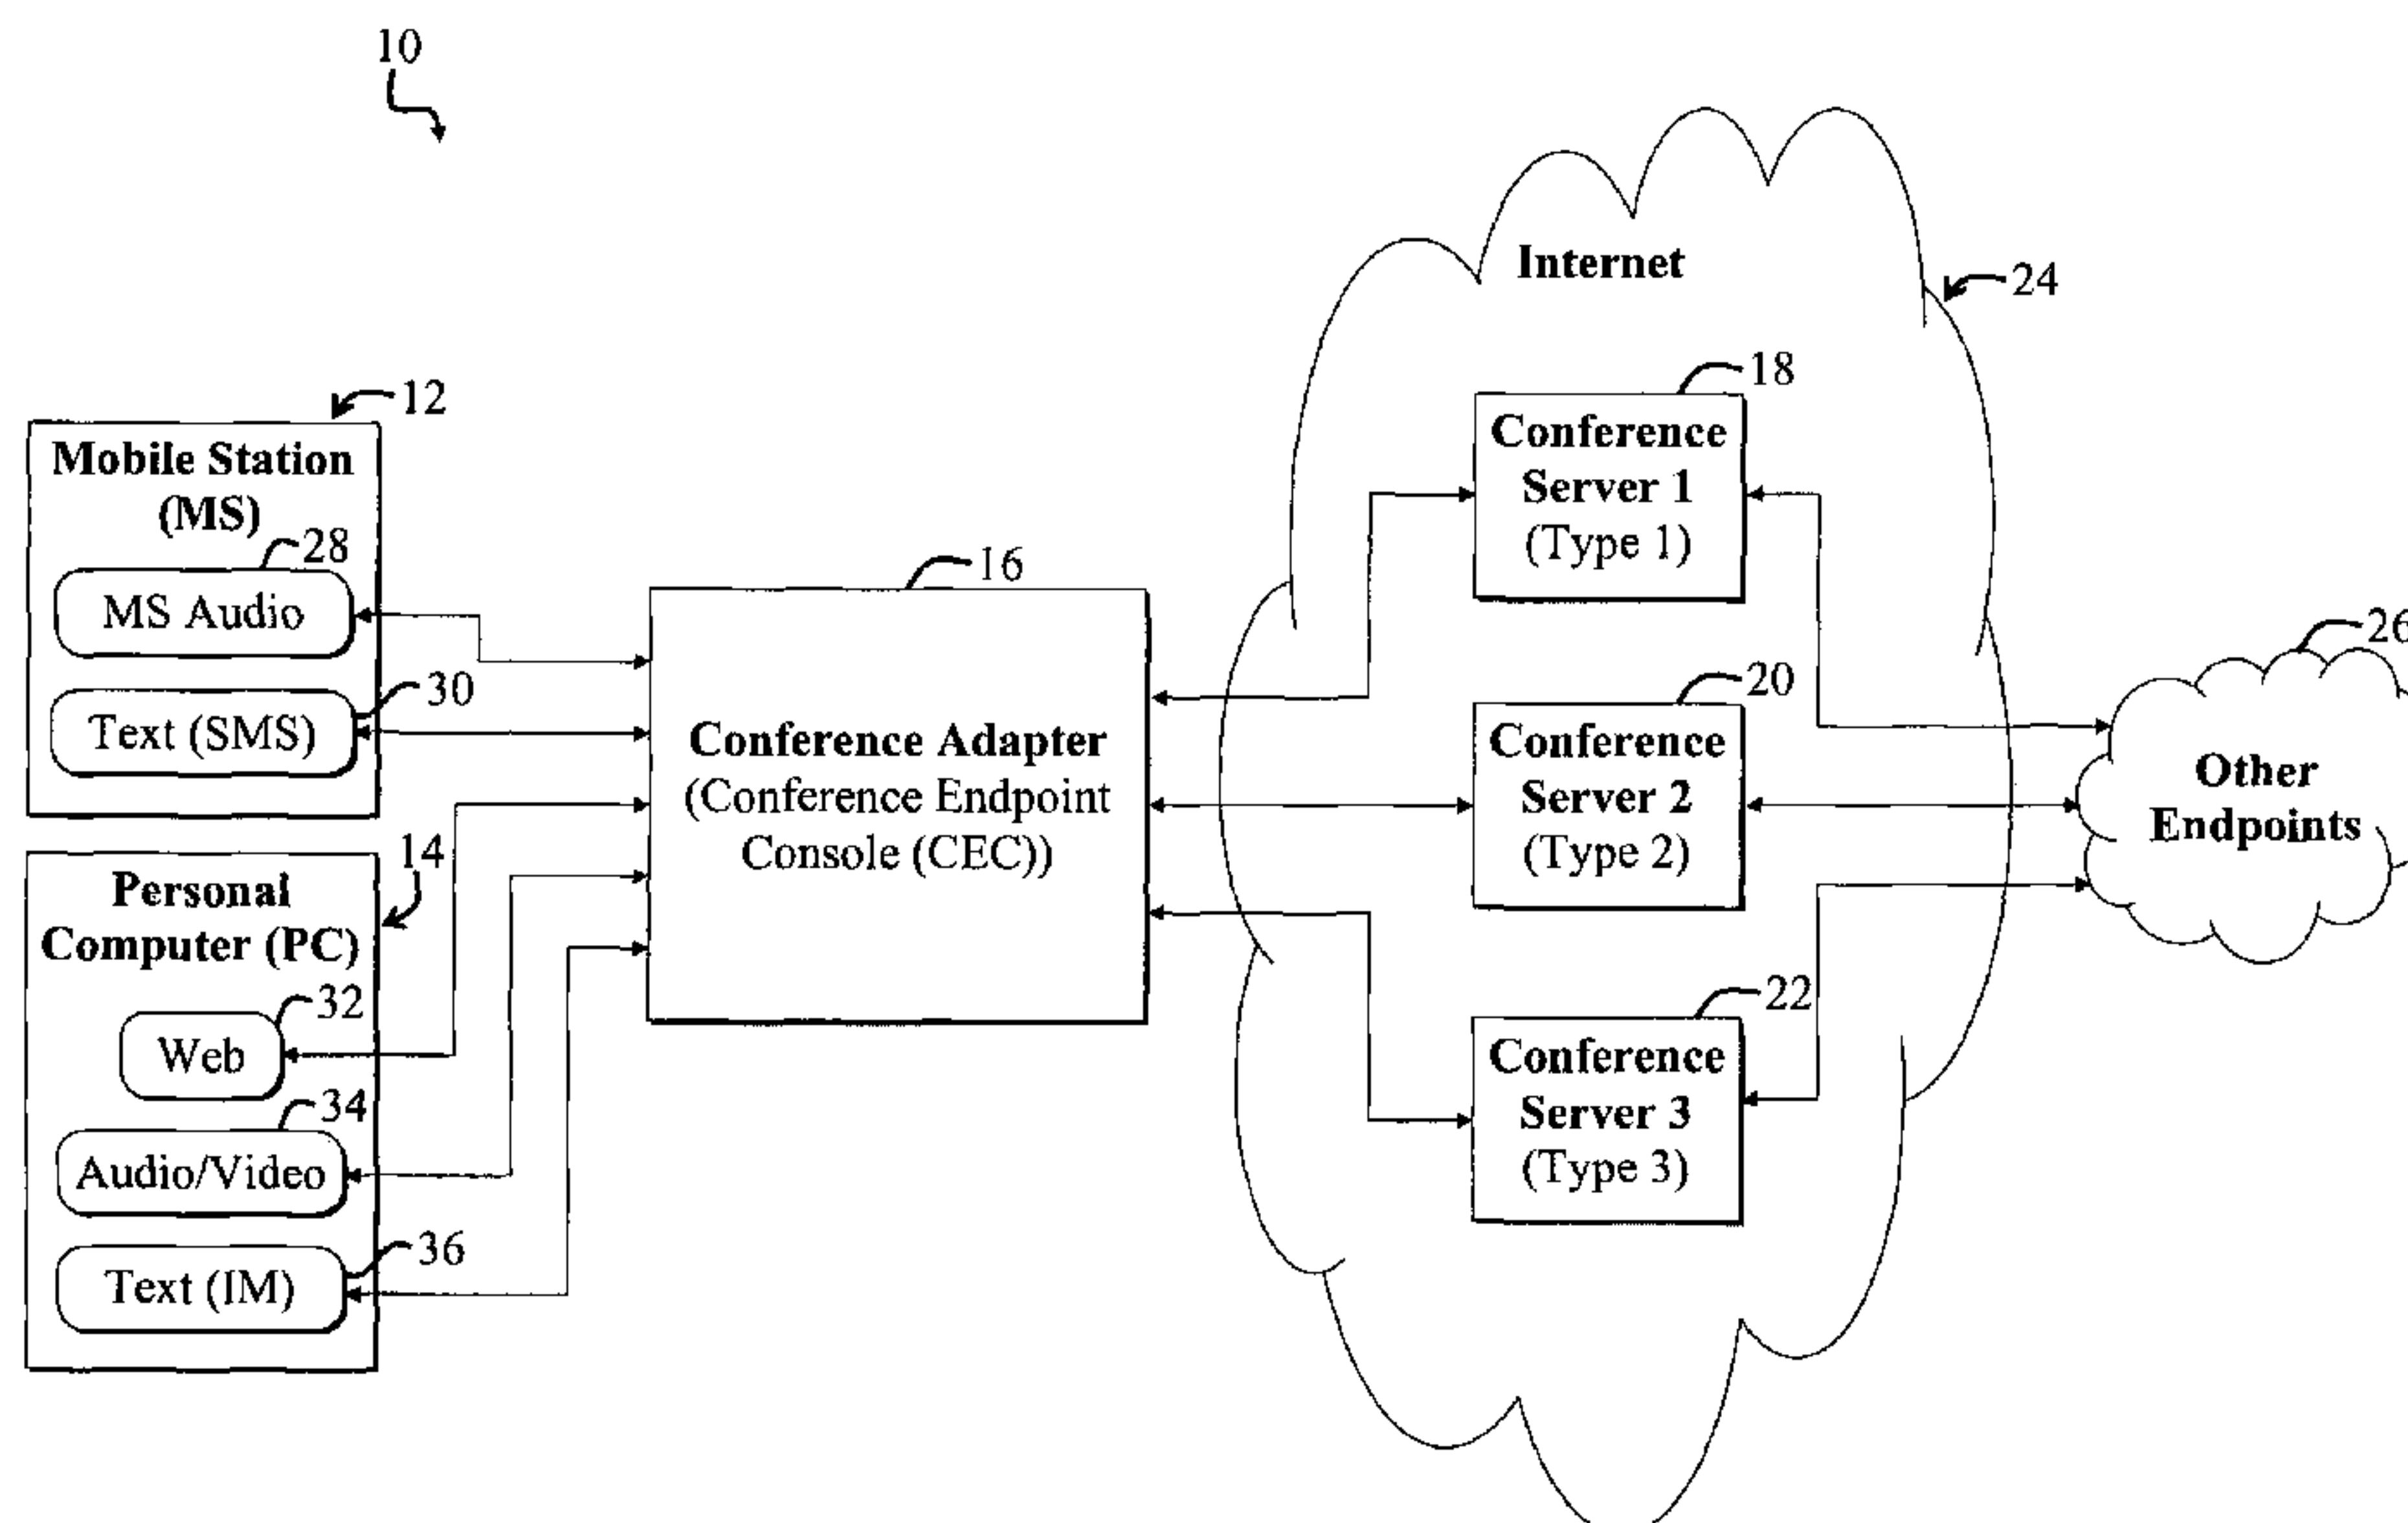 10
Internet
24
12
Mobile Station
(MS)
28
MS Audio
30
Text (SMS)
14
Personal
Computer (PC)
32
Web
34
Audio/Video
36
Text (IM)
16
Conference Adapter
(Conference Endpoint
Console (CEC))
18
Conference
Server 1
(Type 1)
20
Conference
Server 2
(Type 2)
22
Conference
Server 3
(Type 3)
26
Other
Endpoints